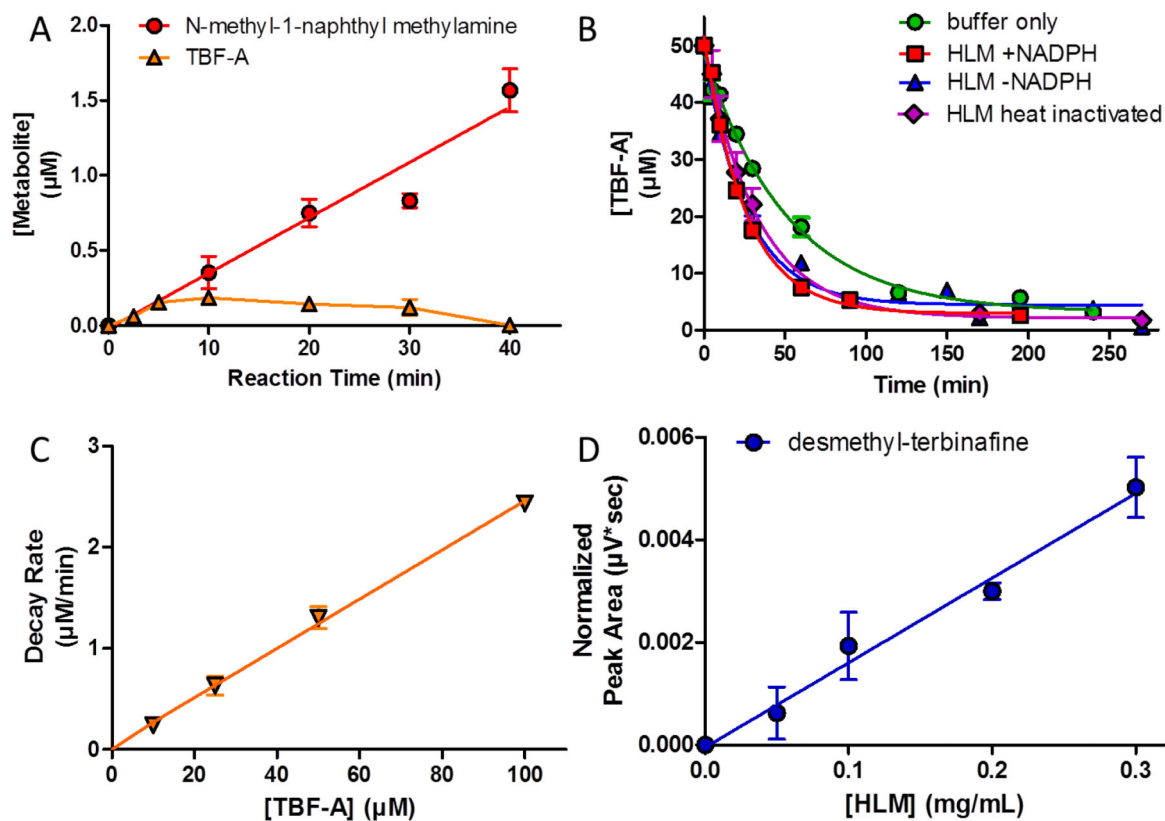 A
N-methyl-1-naphthyl methylamine
TBF-A
[Metabolite]
(µM)
2.0
1.5
1.0
0.5
0.0
0
10
20
30
40
Reaction Time (min)
B
buffer only
HLM +NADPH
HLM -NADPH
HLM heat inactivated
[TBF-A]
(µM)
50
40
30
20
10
0
0
50
100
150
200
250
Time (min)
C
Decay Rate
(µM/min)
3
2
1
0
0
20
40
60
80
100
[TBF-A] (µM)
D
desmethyl-terbinafine
Normalized
Peak Area (µV*sec)
0.006
0.004
0.002
0.000
0.0
0.1
0.2
0.3
[HLM] (mg/mL)